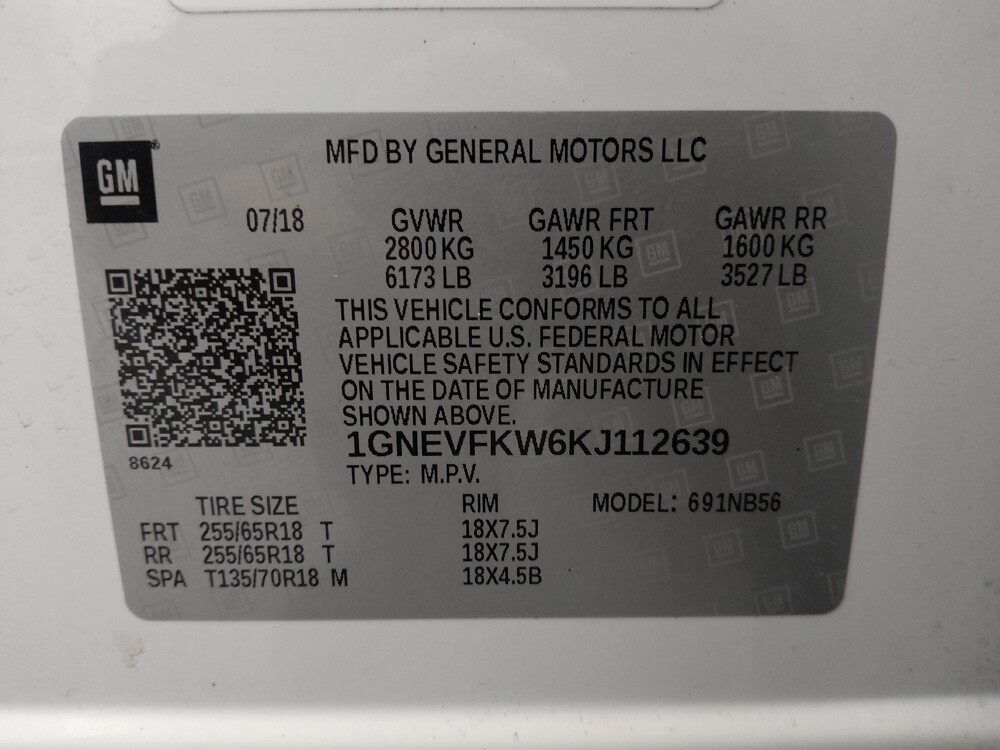 GM
MFD BY GENERAL MOTORS LLC
07/18 GVWR GAWR FRT GAWR RR
2800 KG 1450 KG 1600 KG
6173 LB 3196 LB 3527 LB
THIS VEHICLE CONFORMS TO ALL
APPLICABLE U.S. FEDERAL MOTOR
VEHICLE SAFETY STANDARDS IN EFFECT
ON THE DATE OF MANUFACTURE
SHOWN ABOVE.
1GNEVFKW6KJ112639
8624
TYPE: M.P.V.
TIRE SIZE RIM MODEL: 691NB56
FRT 255/65R18 T 18X7.5J
RR 255/65R18 T 18X7.5J
SPA T135/70R18 M 18X4.5B